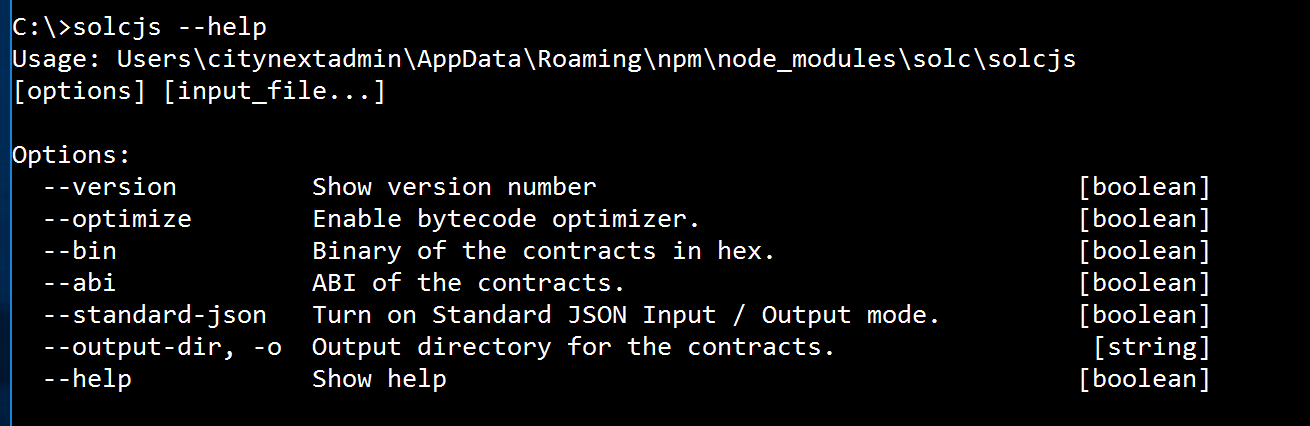 C:\>solcjs --help
Usage: Users\citynextadmin\AppData\Roaming\npm\node_modules\solc\solcjs
[options] [input_file...]

Options:
  --version         Show version number                                [boolean]
  --optimize        Enable bytecode optimizer.                         [boolean]
  --bin             Binary of the contracts in hex.                    [boolean]
  --abi             ABI of the contracts.                              [boolean]
  --standard-json   Turn on Standard JSON Input / Output mode.         [boolean]
  --output-dir, -o  Output directory for the contracts.                 [string]
  --help            Show help                                          [boolean]